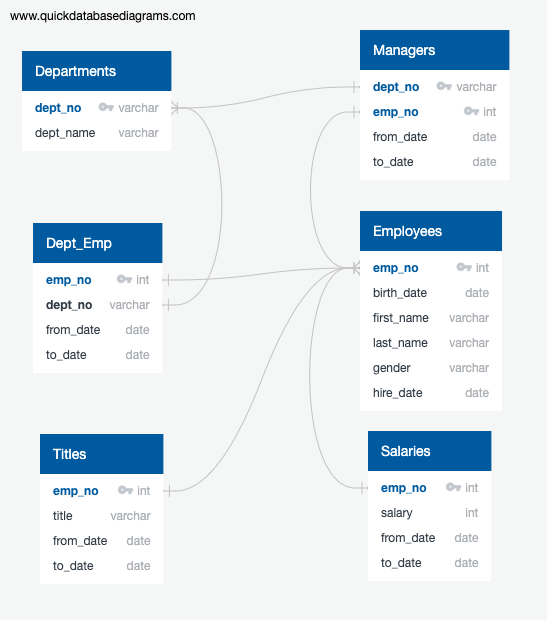 www.quickdatabasediagrams.com
Departments
dept_no varchar
dept_name varchar
Managers
dept_no varchar
emp_no int
from_date date
to_date date
Dept_Emp
emp_no int
dept_no varchar
from_date date
to_date date
Employees
emp_no int
birth_date date
first_name varchar
last_name varchar
gender varchar
hire_date date
Titles
emp_no int
title varchar
from_date date
to_date date
Salaries
emp_no int
salary int
from_date date
to_date date